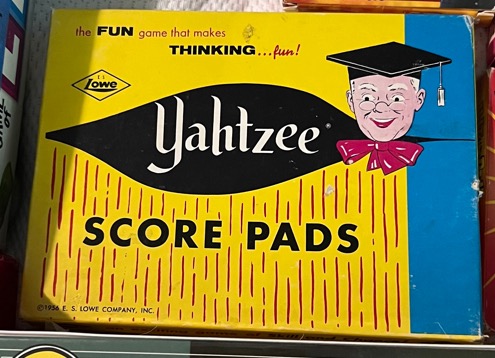 the FUN game that makes
THINKING...fun!
E.S.
Lowe
Yahtzee®
SCORE PADS
©1956 E. S. LOWE COMPANY, INC.